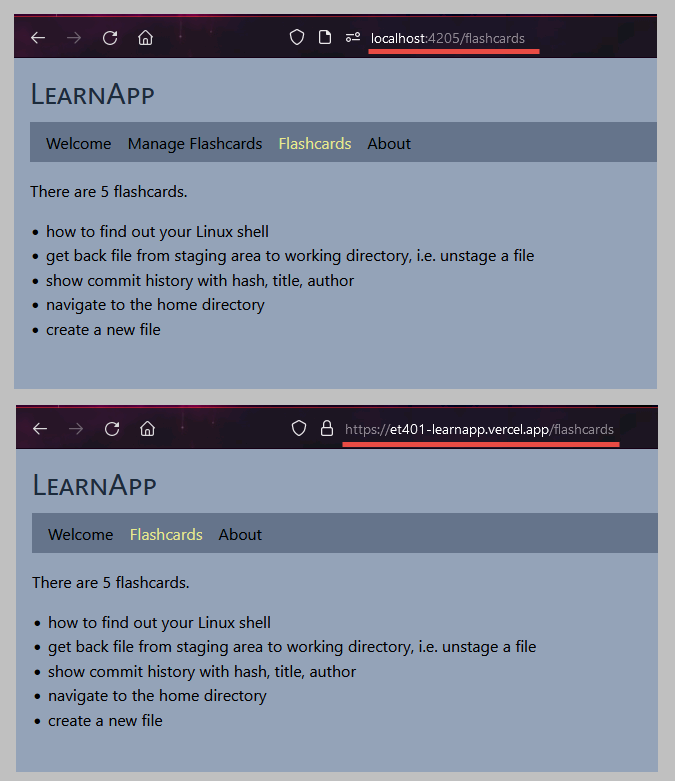 localhost:4205/flashcards
LEARNAPP
Welcome Manage Flashcards Flashcards About
There are 5 flashcards.
• how to find out your Linux shell
• get back file from staging area to working directory, i.e. unstage a file
• show commit history with hash, title, author
• navigate to the home directory
• create a new file
https://et401-learnapp.vercel.app/flashcards
LEARNAPP
Welcome Flashcards About
There are 5 flashcards.
• how to find out your Linux shell
• get back file from staging area to working directory, i.e. unstage a file
• show commit history with hash, title, author
• navigate to the home directory
• create a new file